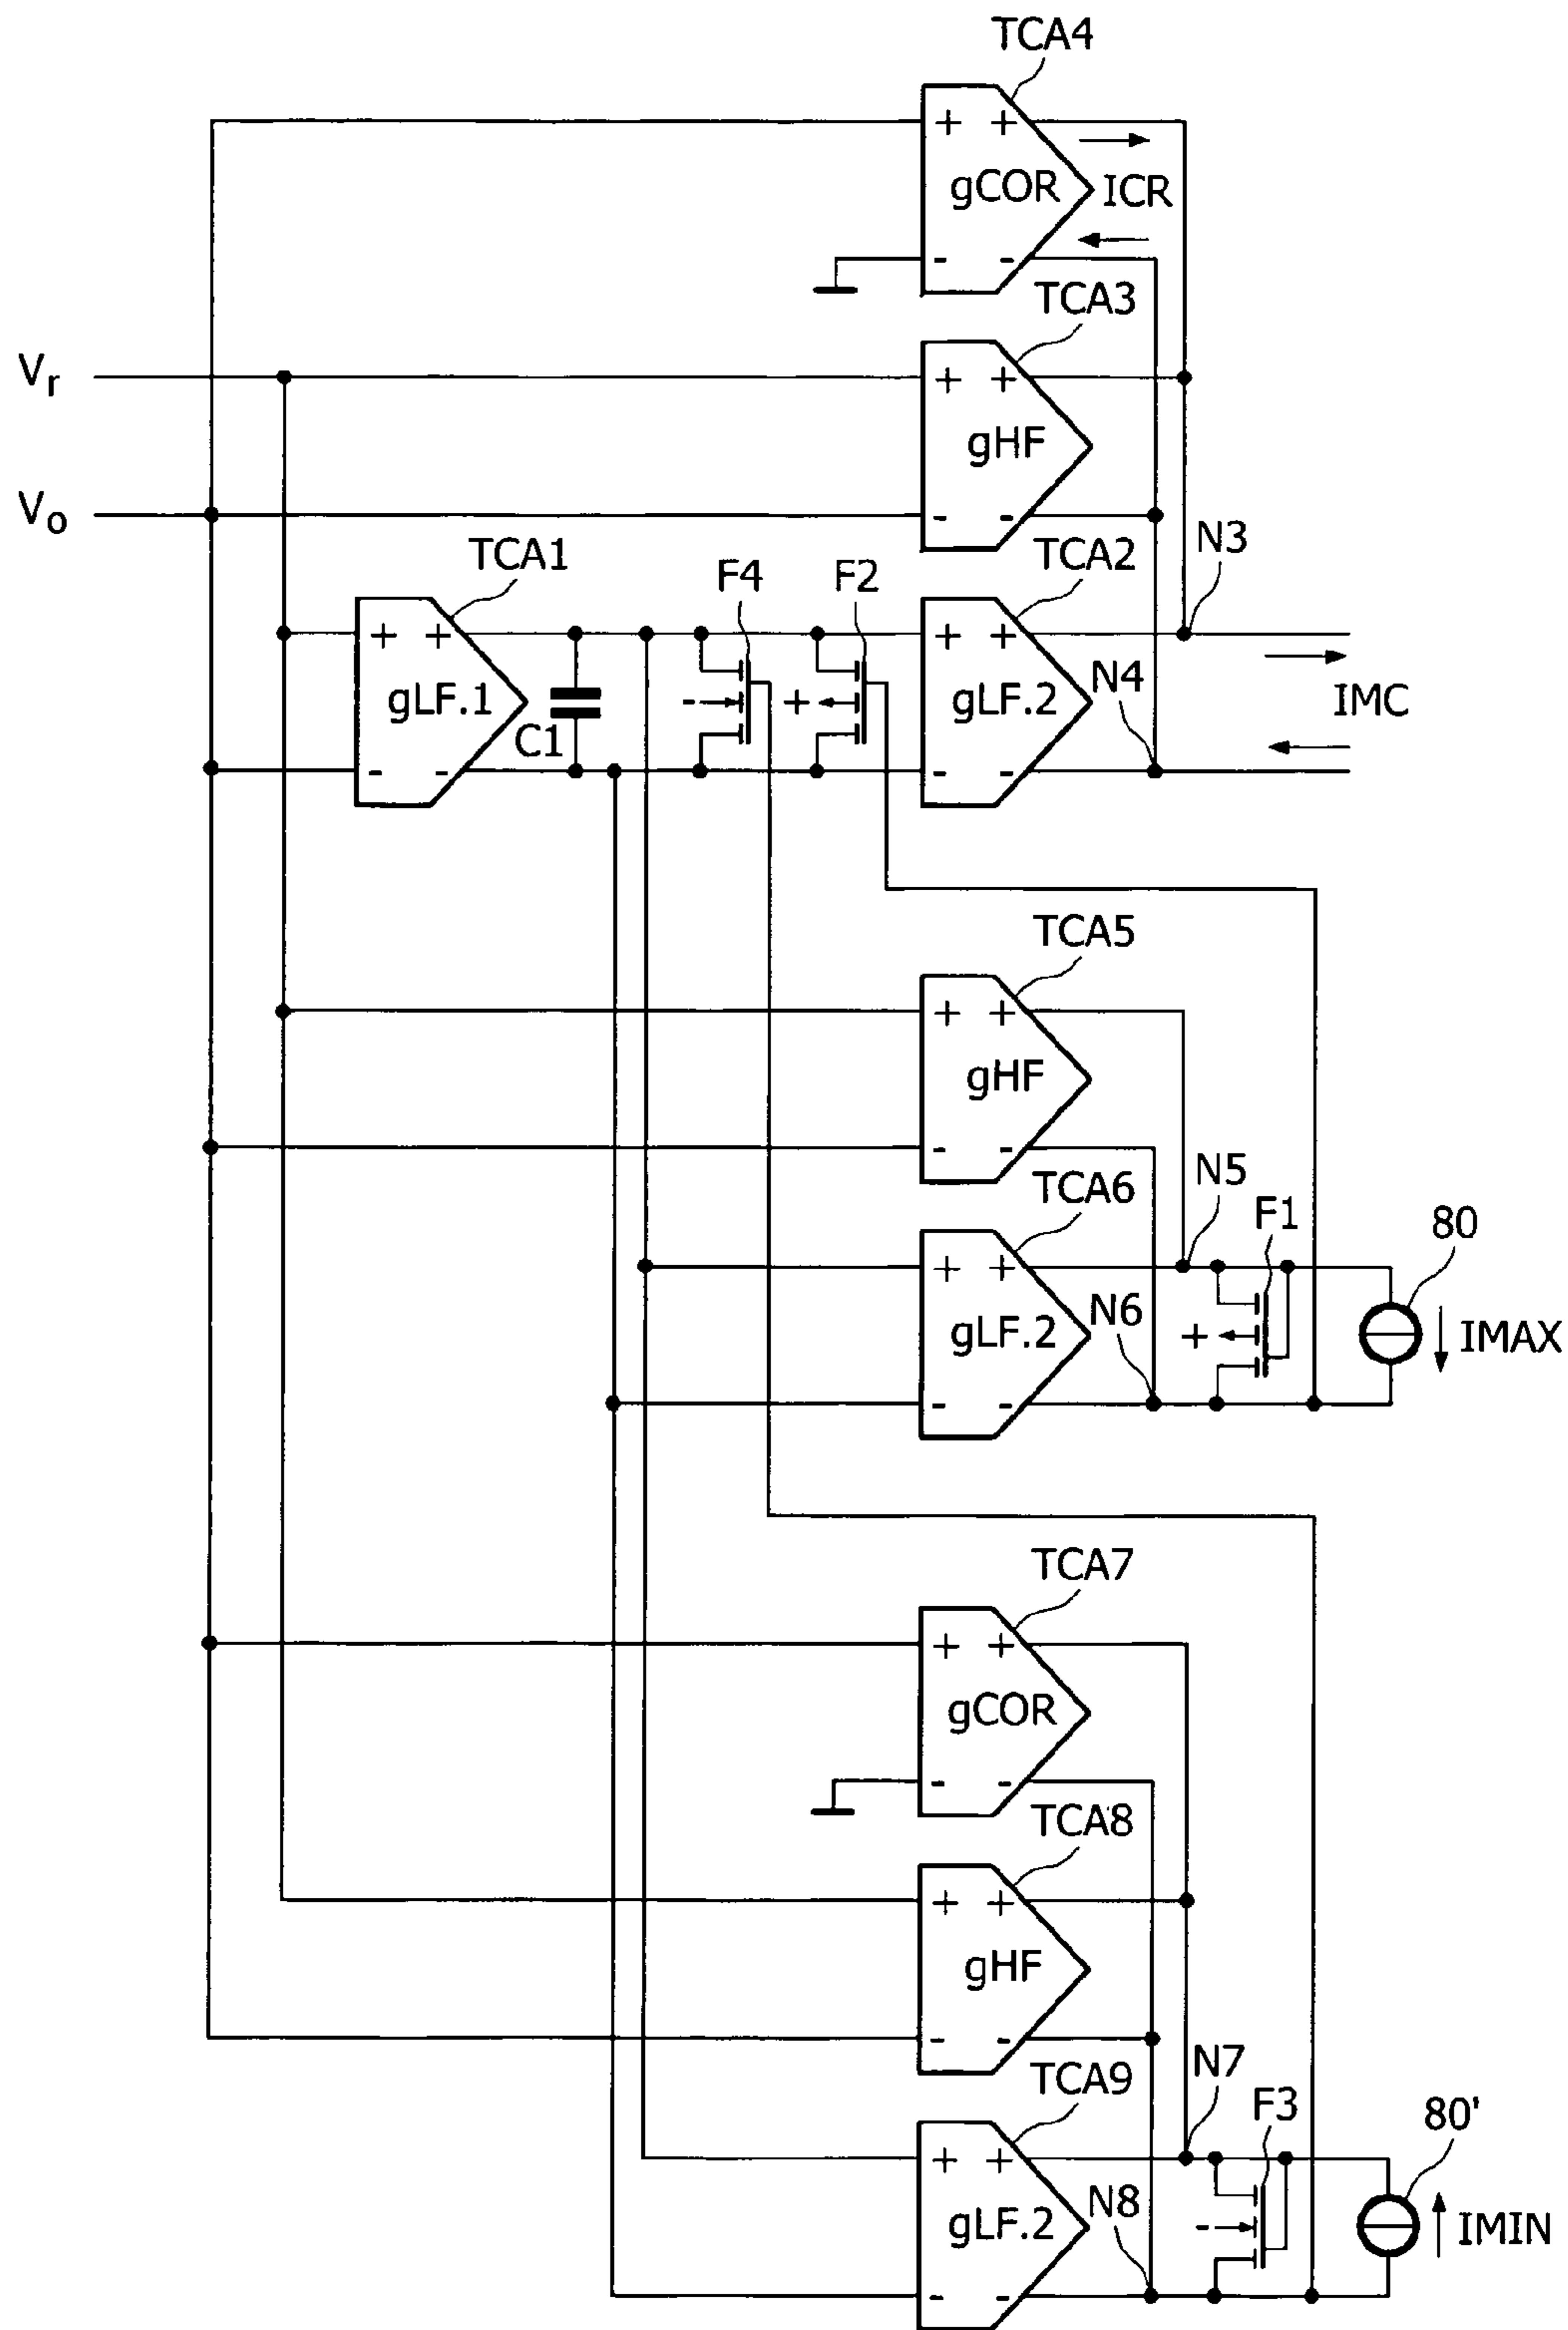 TCA4
+ +
gCOR
ICR
- -
TCA3
Vr
+ +
gHF
Vo
- -
TCA1
F4
F2
TCA2
N3
+ +
+ +
gLF.1
C1
-
+
gLF.2
N4
IMC
- -
- -
TCA5
+ +
gHF
- -
TCA6
N5
F1
80
+ +
gLF.2
N6
+
IMAX
- -
TCA7
+ +
gCOR
- -
TCA8
+ +
gHF
- -
TCA9
N7
F3
80'
+ +
gLF.2
N8
-
IMIN
- -